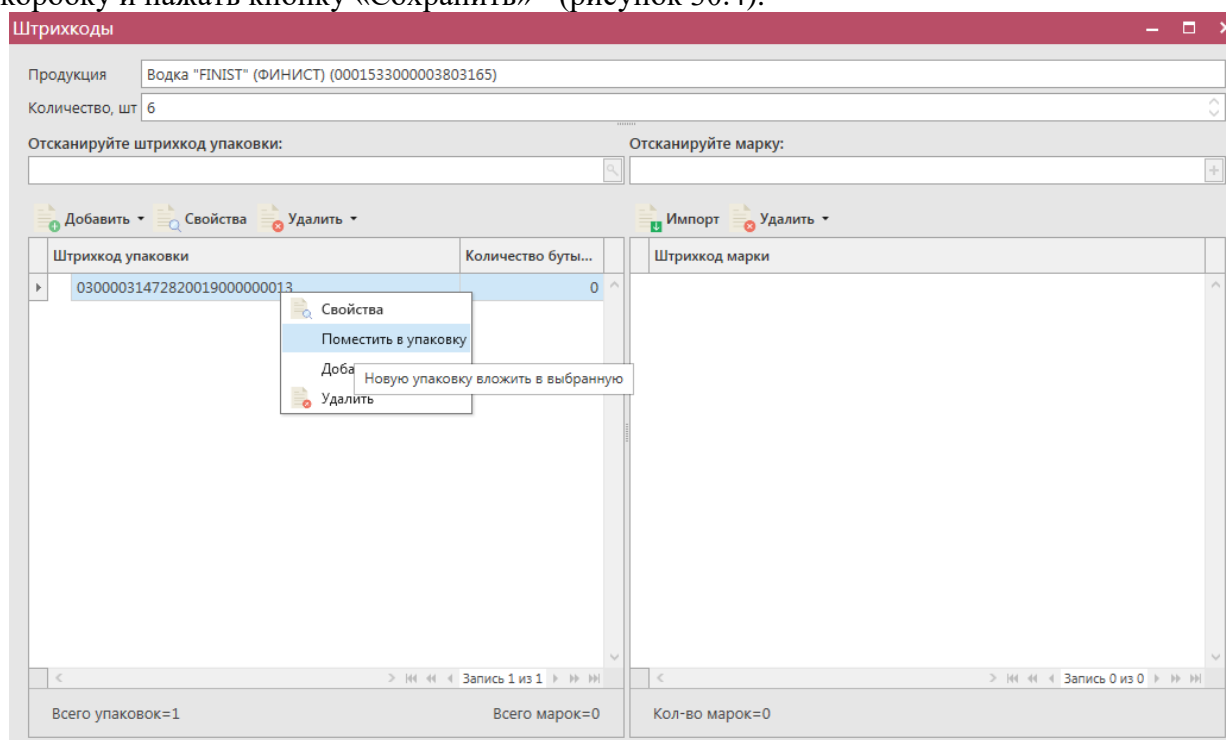 коробку и нажать кнопку «Сохранить» (рисунок 30.4).
Штрихкоды
Продукция Водка "FINIST" (ФИНИСТ) (0001533000003803165)
Количество, шт 6
Отсканируйте штрихкод упаковки: Отсканируйте марку:
Добавить Свойства Удалить Импорт Удалить
Штрихкод упаковки Количество буты... Штрихкод марки
03000031472820019000000013 0
Свойства
Поместить в упаковку
Доба
Новую упаковку вложить в выбранную
Удалить
Запись 1 из 1 Запись 0 из 0
Всего упаковок=1 Всего марок=0 Кол-во марок=0